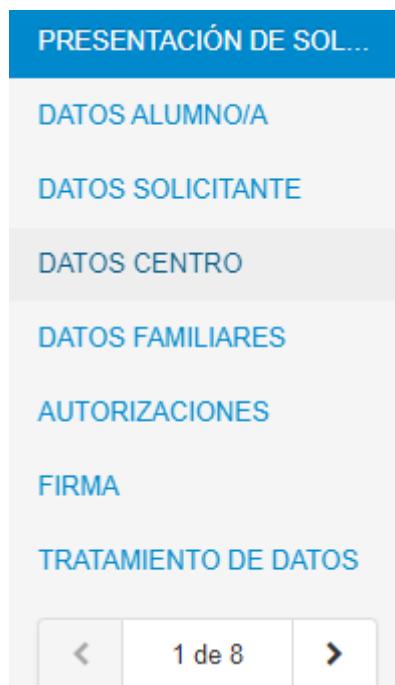 PRESENTACIÓN DE SOL...
DATOS ALUMNO/A
DATOS SOLICITANTE
DATOS CENTRO
DATOS FAMILIARES
AUTORIZACIONES
FIRMA
TRATAMIENTO DE DATOS
1 de 8